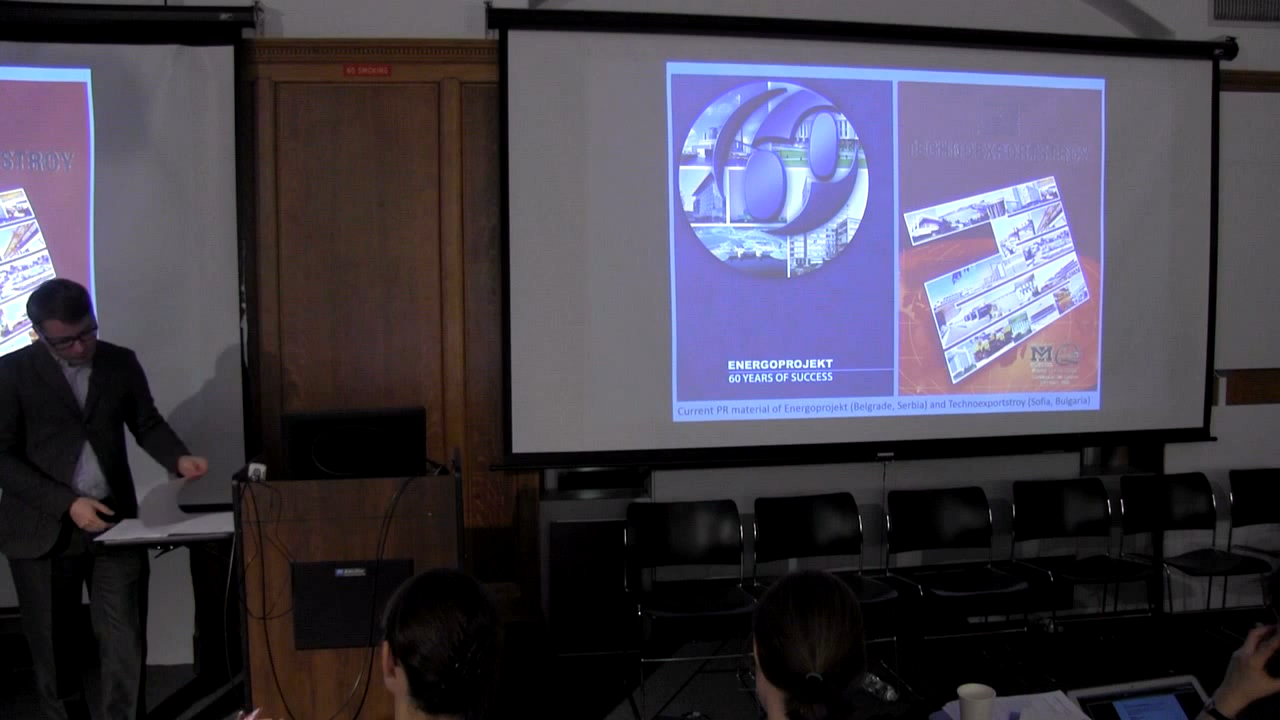 NO SMOKING
STROY
TECHNOEXPORTSTROY
ENERGOPROJEKT
60 YEARS OF SUCCESS
Current PR material of Energoprojekt (Belgrade, Serbia) and Technoexportstroy (Sofia, Bulgaria)